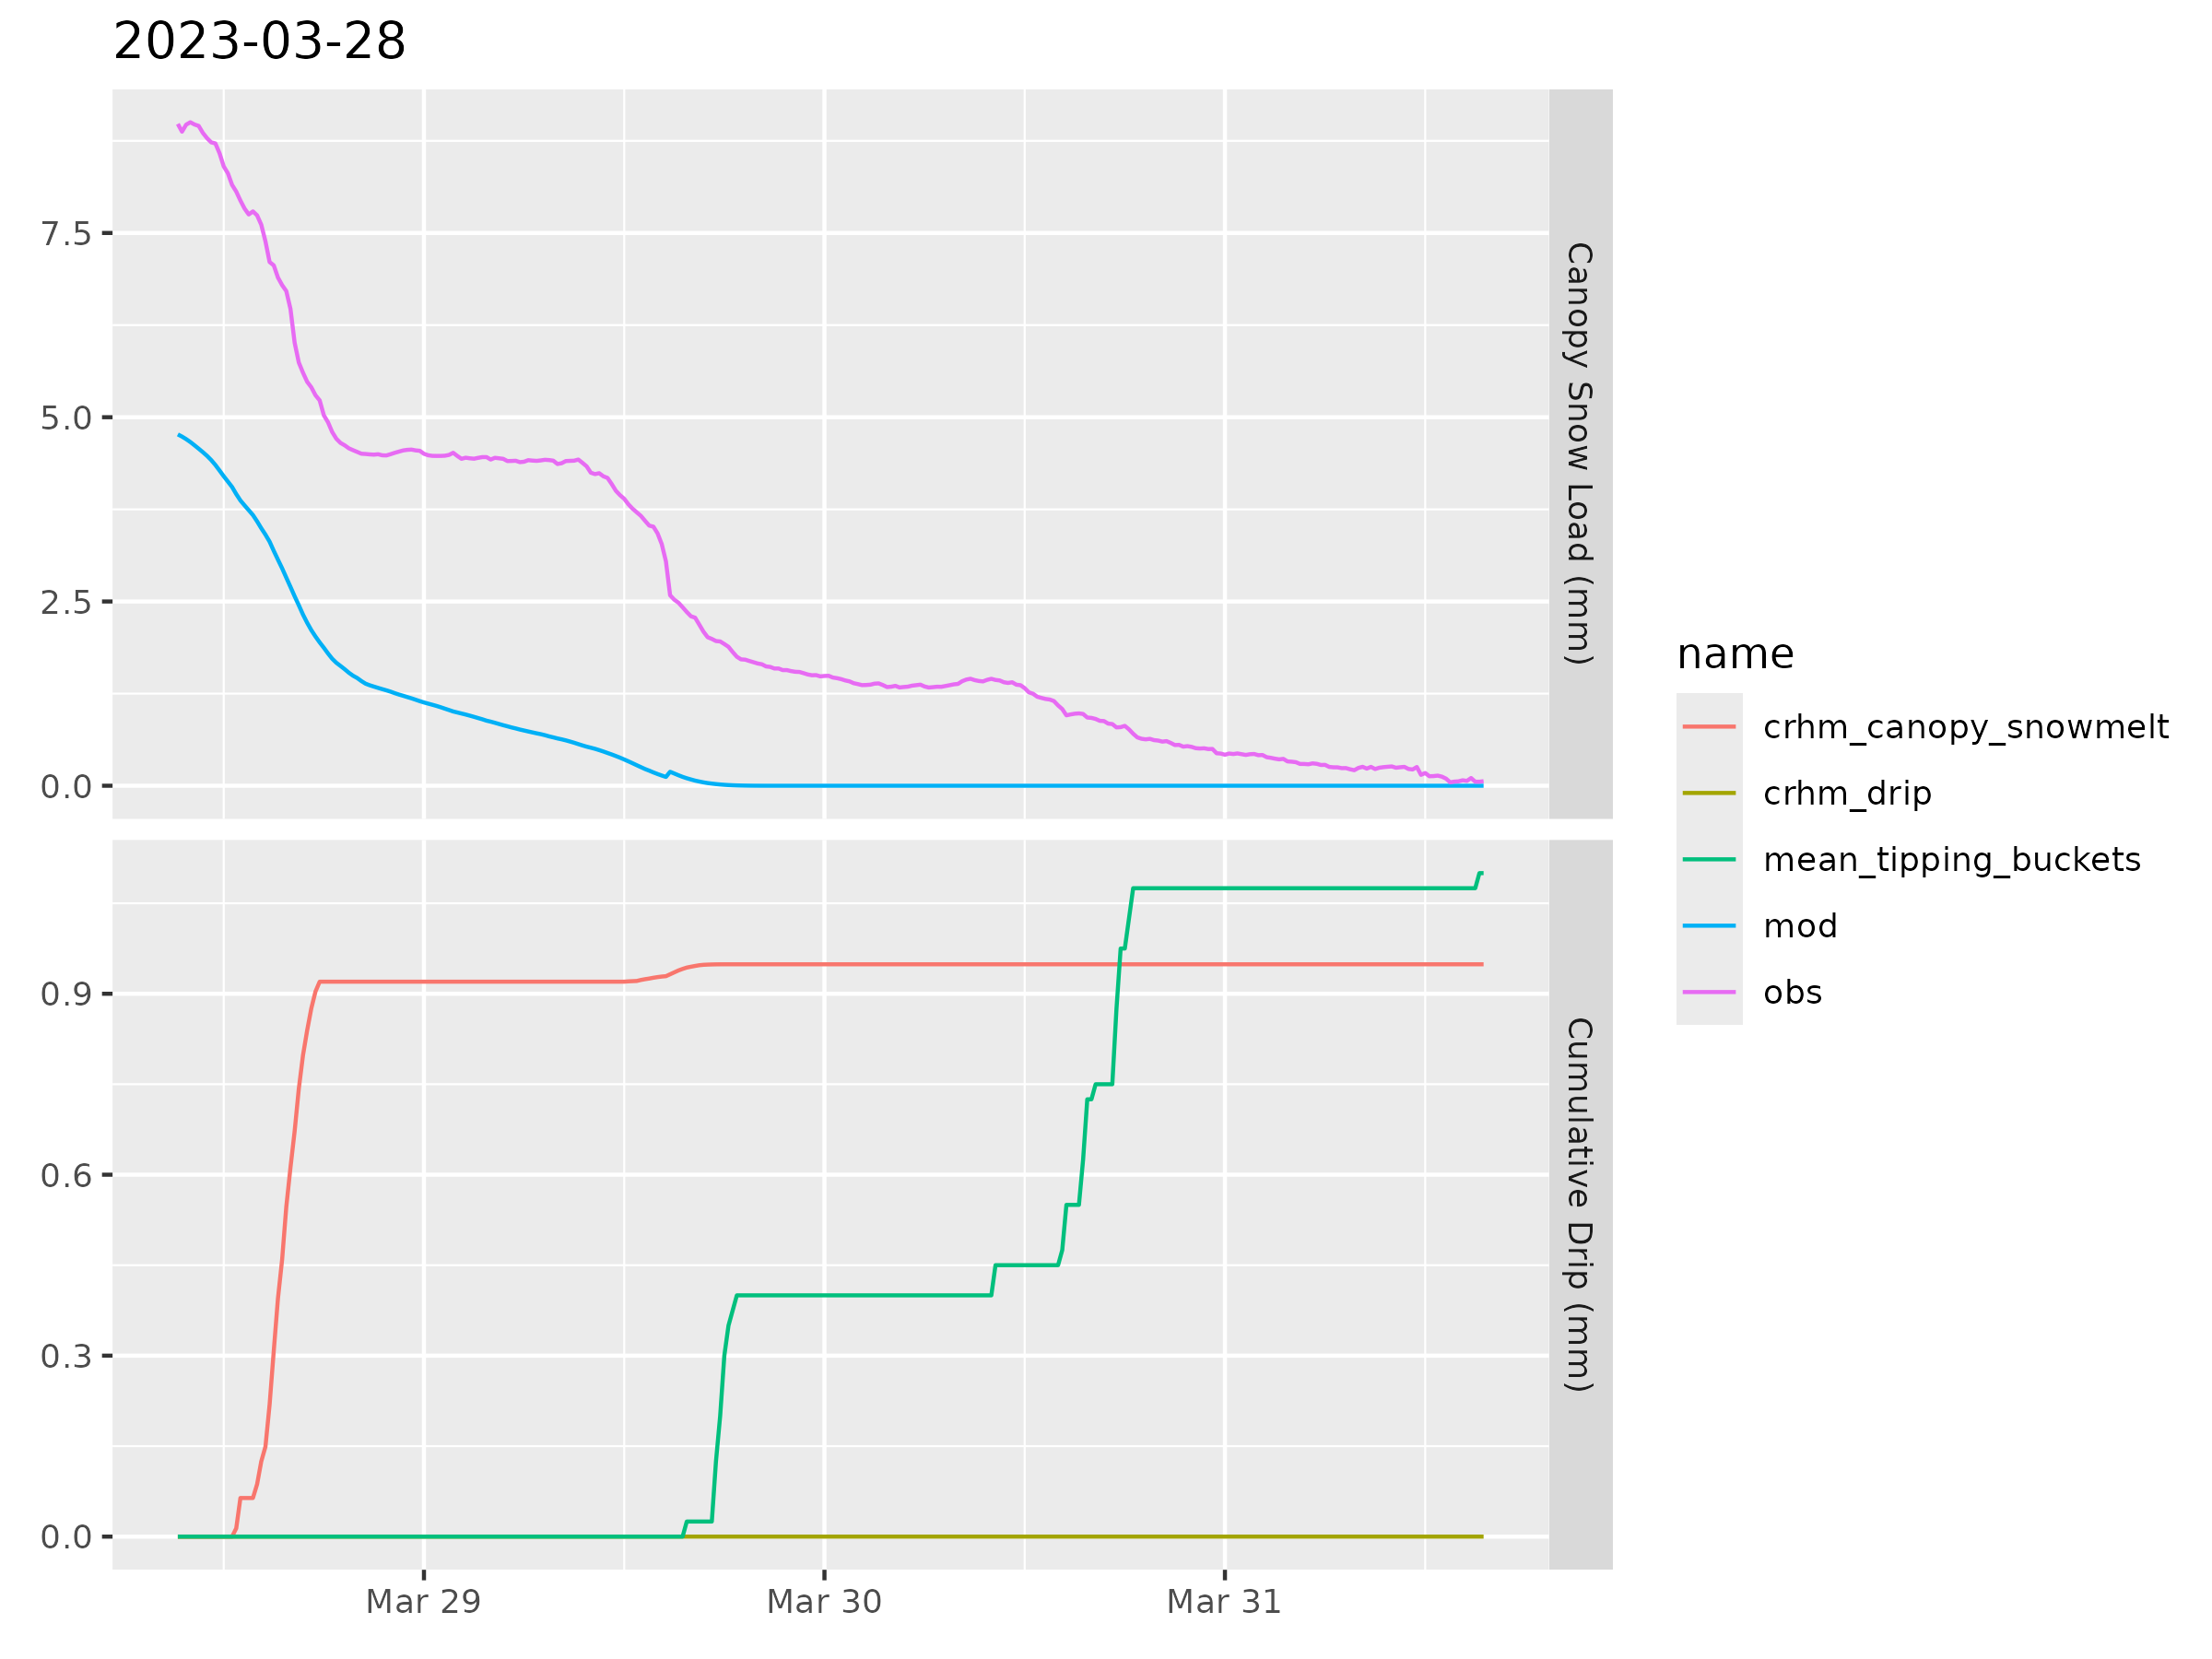 2023-03-28
7.5
5.0
2.5
0.0
Canopy Snow Load (mm)
0.9
0.6
0.3
0.0
Cumulative Drip (mm)
Mar 29
Mar 30
Mar 31
name
crhm_canopy_snowmelt
crhm_drip
mean_tipping_buckets
mod
obs